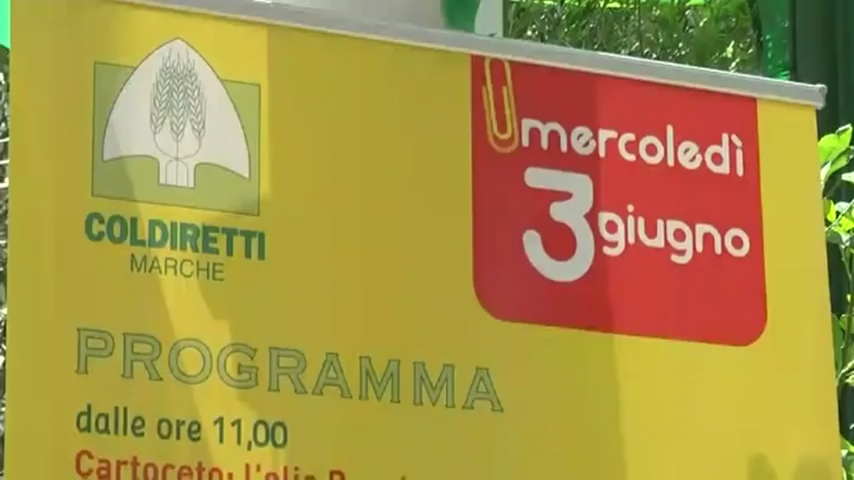 COLDIRETTI
MARCHE
mercoledì
3 giugno
PROGRAMMA
dalle ore 11,00
Cartoceto: l'olio